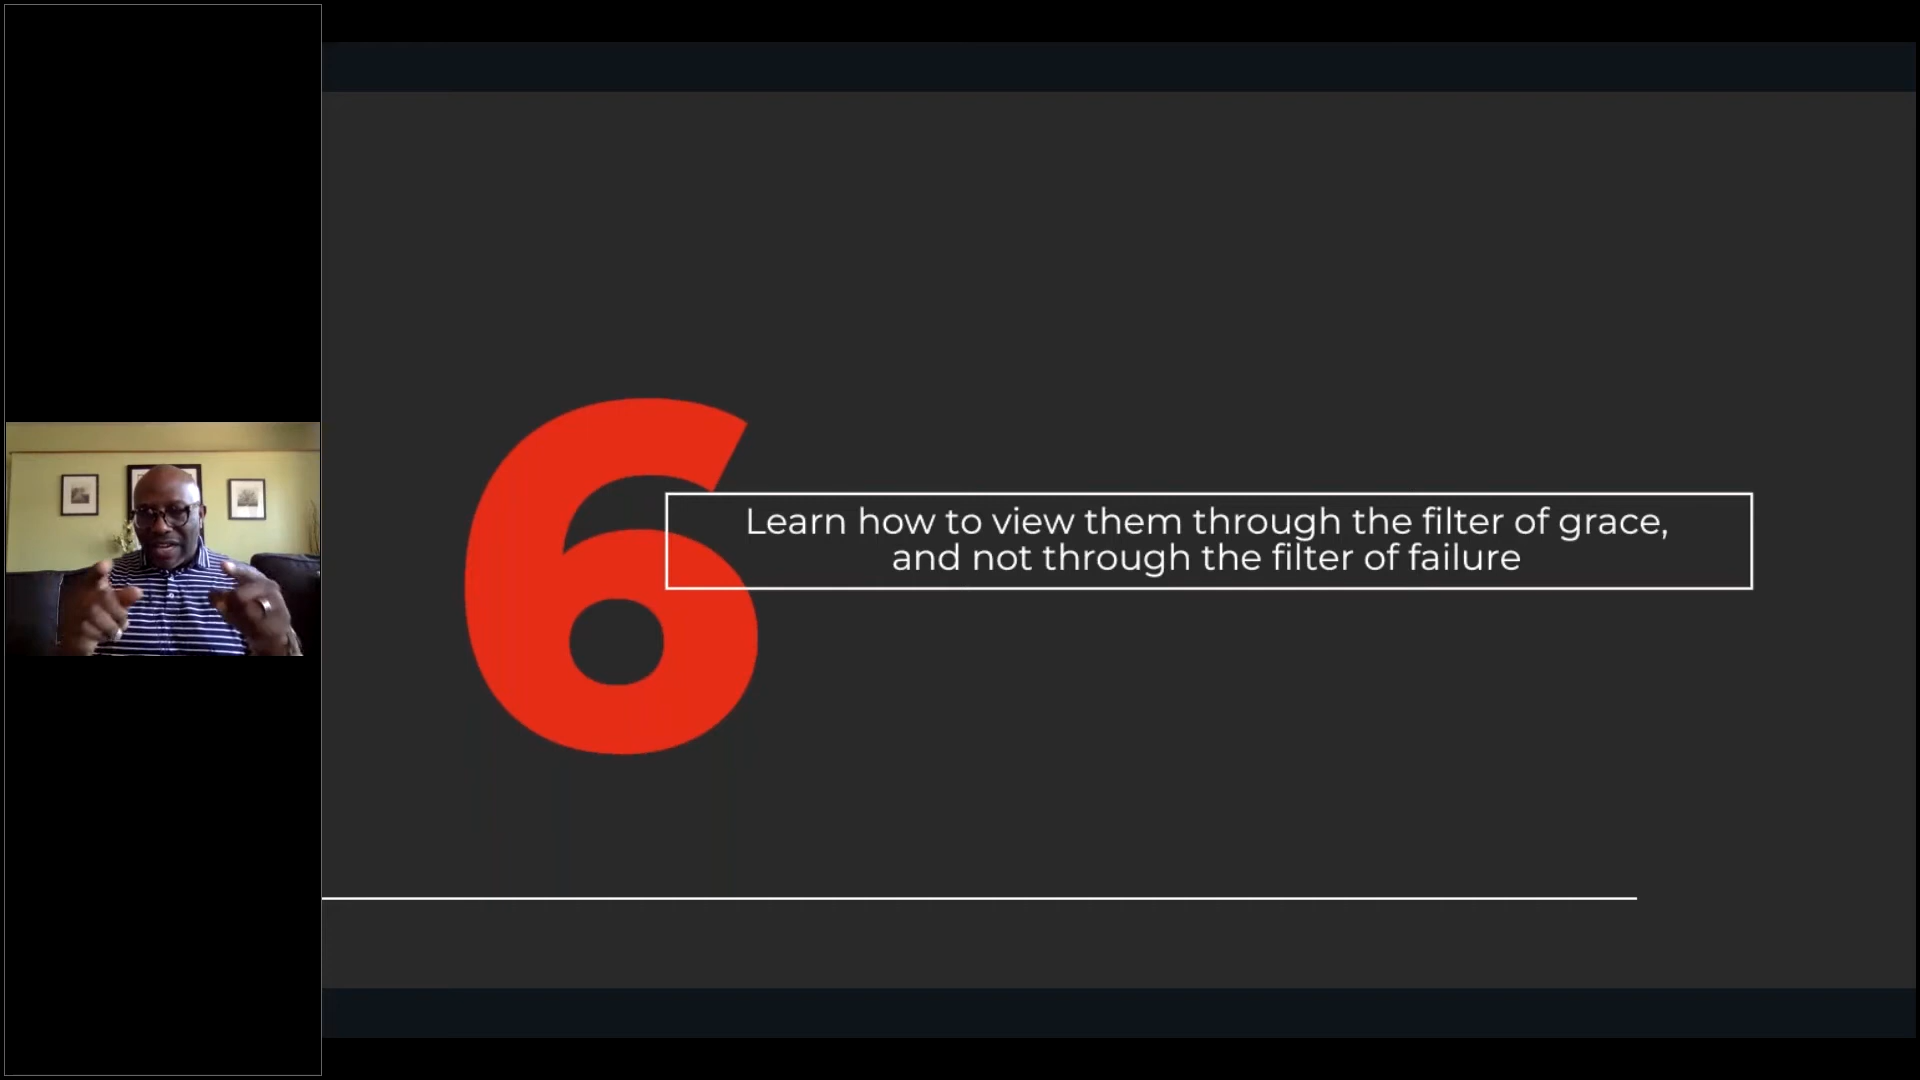 6
Learn how to view them through the filter of grace,
and not through the filter of failure